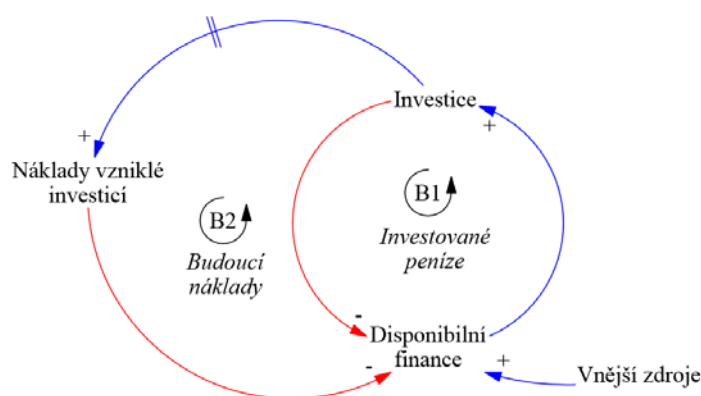 Investice
+
+
Náklady vzniklé
investicí
B1
B2
Investované
peníze
Budoucí
náklady
-
Disponibilní
finance
-
+
Vnější zdroje